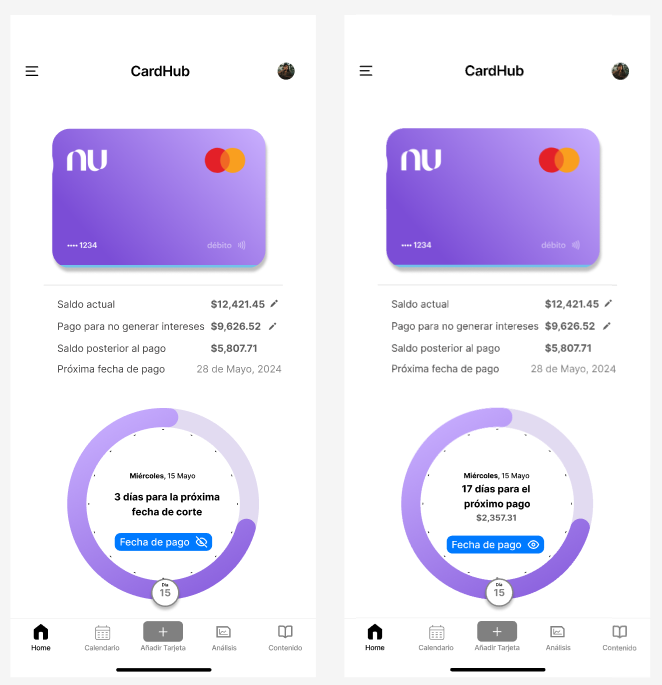 CardHub
nu
•••• 1234
débito
Saldo actual $12,421.45
Pago para no generar intereses $9,626.52
Saldo posterior al pago $5,807.71
Próxima fecha de pago 28 de Mayo, 2024
Miércoles, 15 Mayo
3 días para la próxima
fecha de corte
Fecha de pago
Día
15
Home Calendario Añadir Tarjeta Análisis Contenido
CardHub
nu
•••• 1234
débito
Saldo actual $12,421.45
Pago para no generar intereses $9,626.52
Saldo posterior al pago $5,807.71
Próxima fecha de pago 28 de Mayo, 2024
Miércoles, 15 Mayo
17 días para el
próximo pago
$2,357.31
Fecha de pago
Día
15
Home Calendario Añadir Tarjeta Análisis Contenido